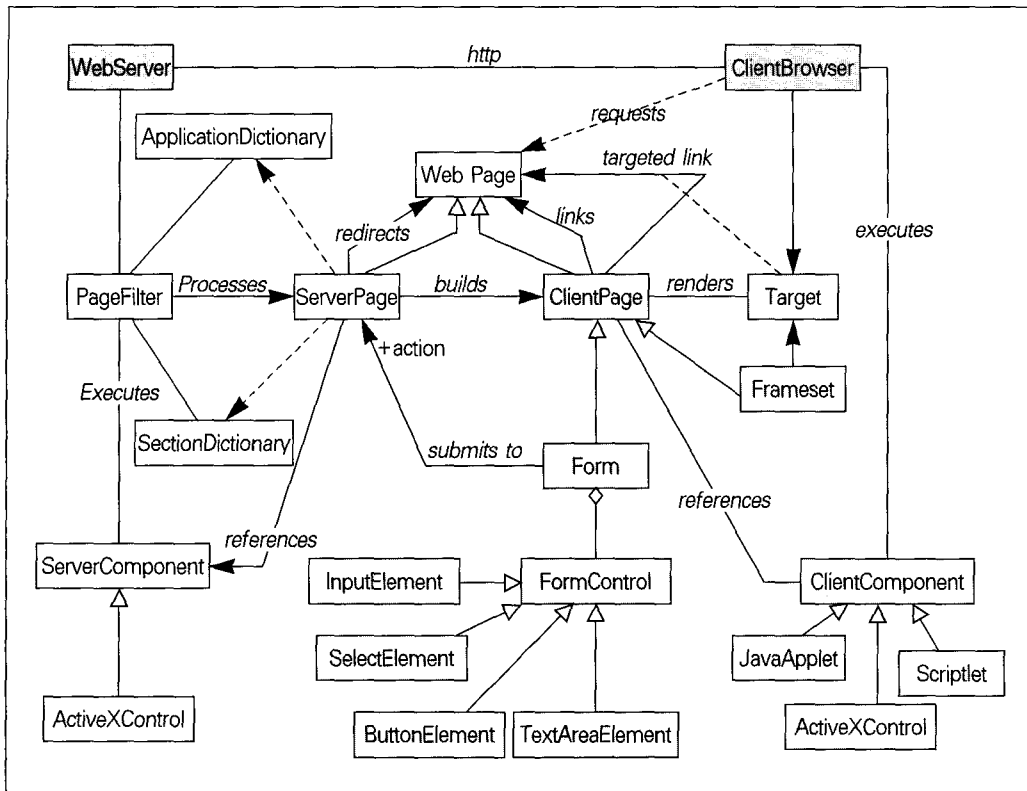 WebServer
http
ClientBrowser
requests
ApplicationDictionary
Web Page
targeted link
redirects
links
executes
PageFilter
Processes
ServerPage
builds
ClientPage
renders
Target
+action
Executes
Frameset
SectionDictionary
submits to
Form
references
references
ServerComponent
InputElement
FormControl
ClientComponent
SelectElement
JavaApplet
Scriptlet
ActiveXControl
ButtonElement
TextAreaElement
ActiveXControl